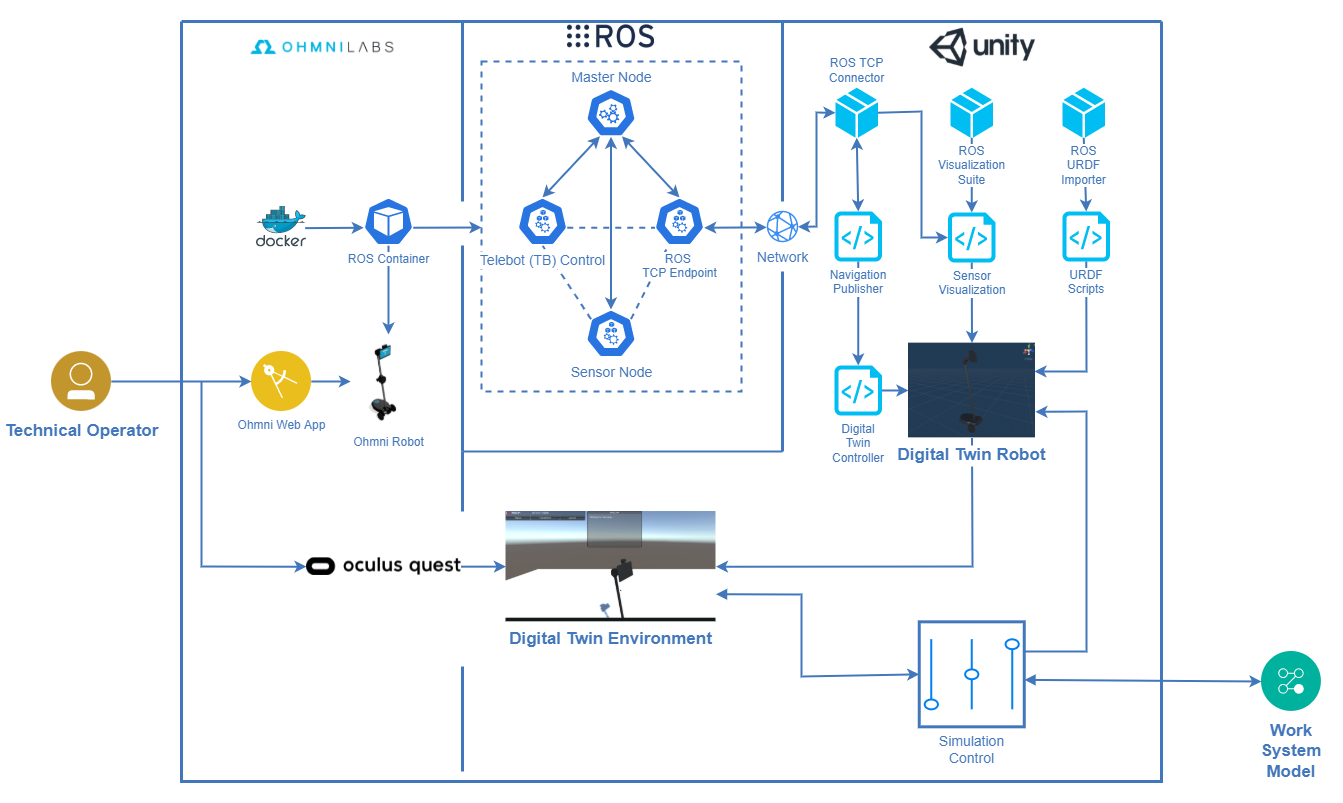 OHMNILABS
ROS
unity
Master Node
ROS TCP
Connector
ROS
Visualization
Suite
ROS
URDF
Importer
docker
ROS Container
Telebot (TB) Control
ROS
TCP Endpoint
Network
Navigation
Publisher
Sensor
Visualization
URDF
Scripts
Sensor Node
Technical Operator
Ohmni Web App
Ohmni Robot
Digital
Twin
Controller
Digital Twin Robot
oculus quest
Digital Twin Environment
Simulation
Control
Work
System
Model